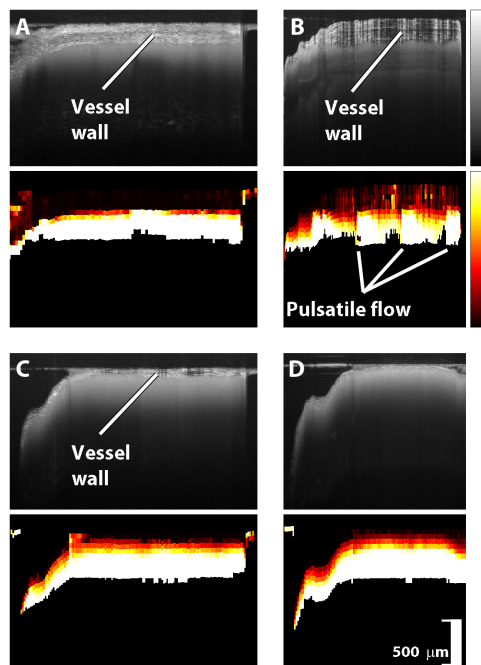 A
B
Vessel
wall
Vessel
wall
Pulsatile flow
C
D
Vessel
wall
500 μm